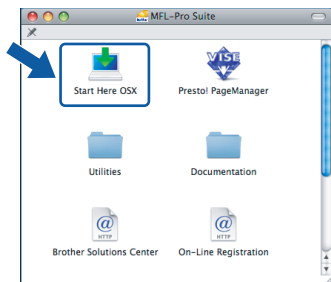 MFL-Pro Suite
VISE
Start Here OSX
Presto! PageManager
Utilities
Documentation
@
HTTP
@
HTTP
Brother Solutions Center
On-Line Registration